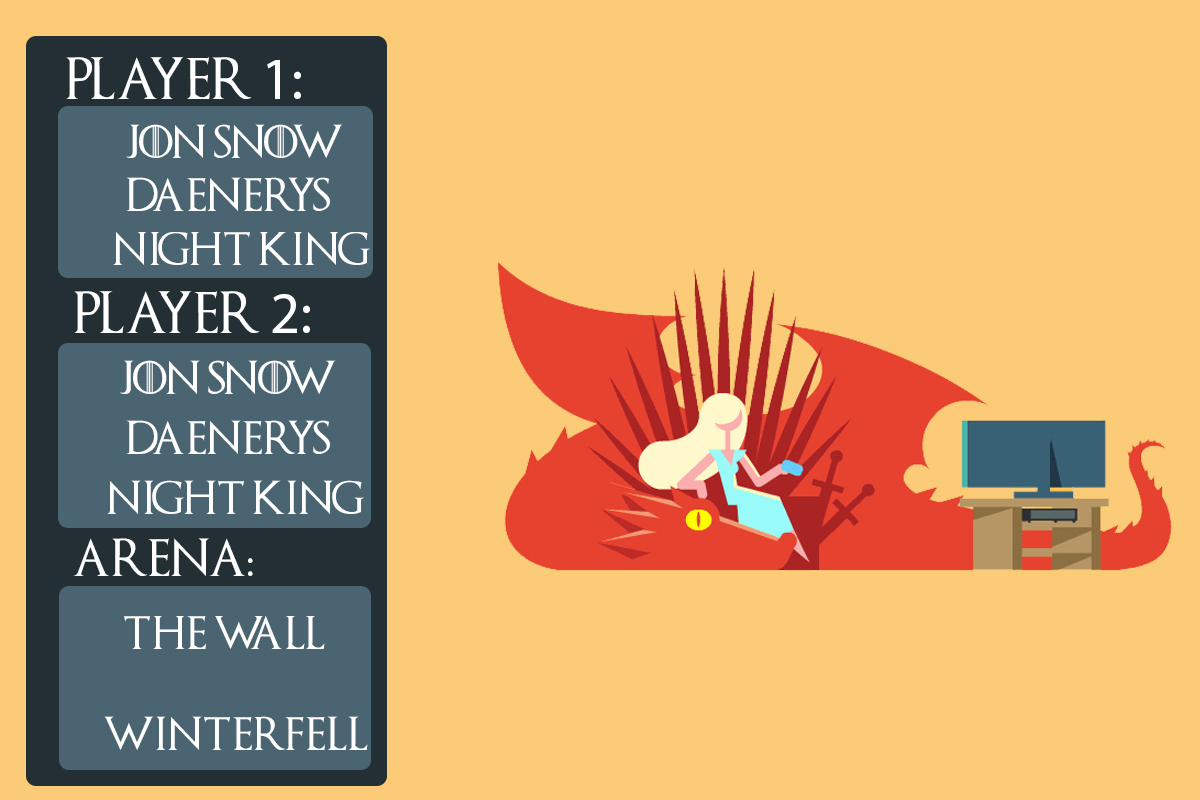 PLAYER 1:
JON SNOW
DAENERYS
NIGHT KING
PLAYER 2:
JON SNOW
DAENERYS
NIGHT KING
ARENA:
THE WALL
WINTERFELL